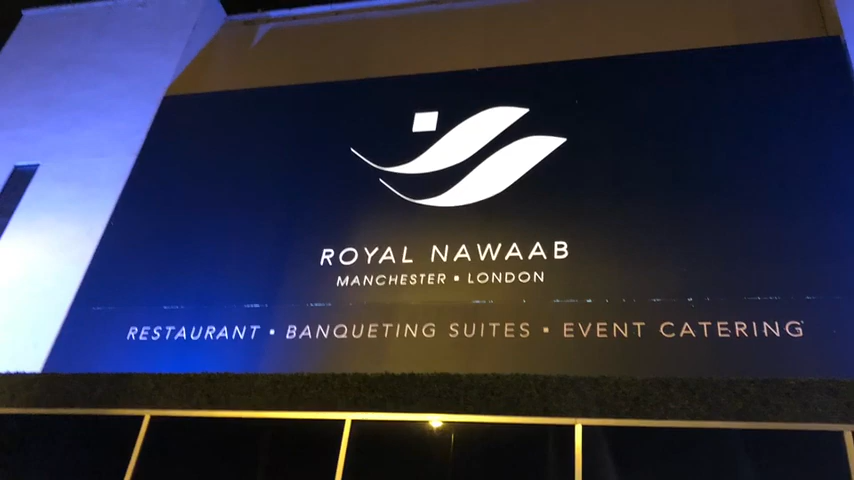 ROYAL NAWAAB
MANCHESTER ▪ LONDON
RESTAURANT ▪ BANQUETING SUITES ▪ EVENT CATERING